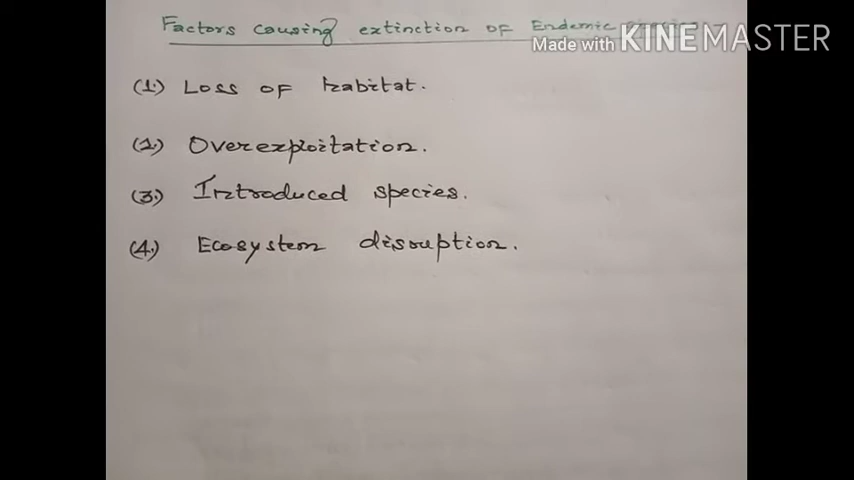 Factors causing extinction of Endemic species
Made with KINEMASTER
(1.) Loss of habitat.
(2.) Overexploitation.
(3.) Introduced species.
(4.) Ecosystem disruption.